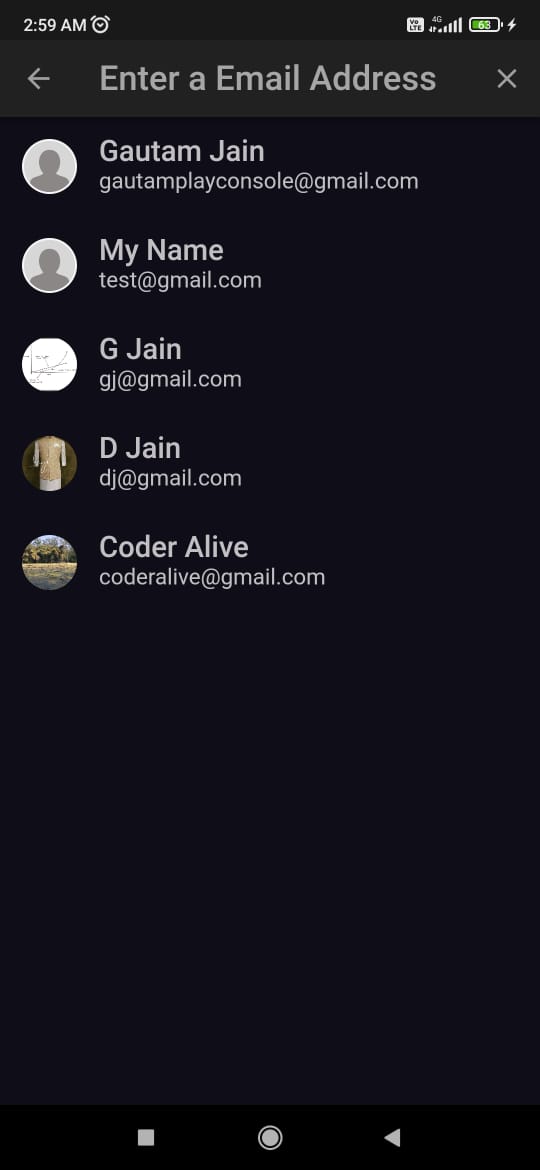 2:59 AM
Vo
LTE
4G
63
Enter a Email Address
Gautam Jain
gautamplayconsole@gmail.com
My Name
test@gmail.com
G Jain
gj@gmail.com
D Jain
dj@gmail.com
Coder Alive
coderalive@gmail.com